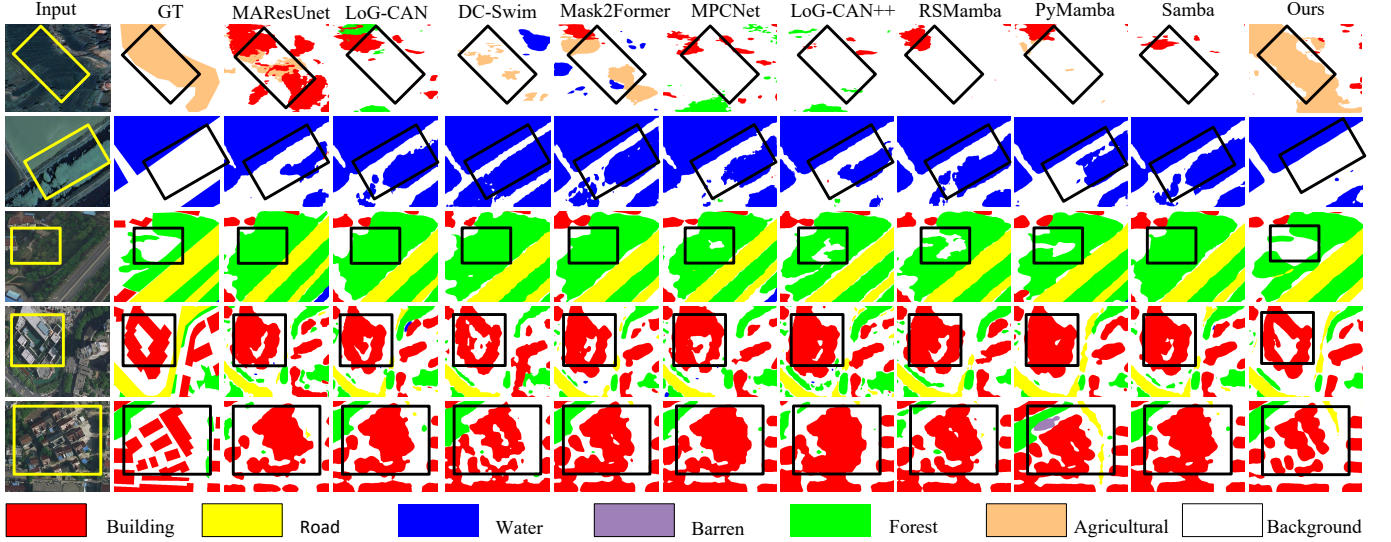 Input GT MAResUnet LoG-CAN DC-Swim Mask2Former MPCNet LoG-CAN++ RSMamba PyMamba Samba Ours
Building Road Water Barren Forest Agricultural Background